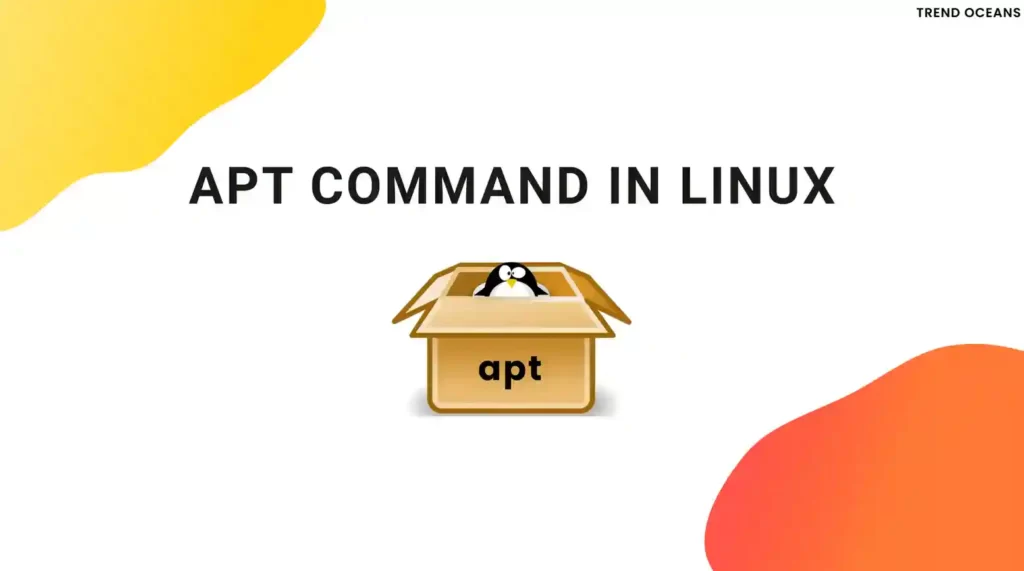 TREND OCEANS
APT COMMAND IN LINUX
apt